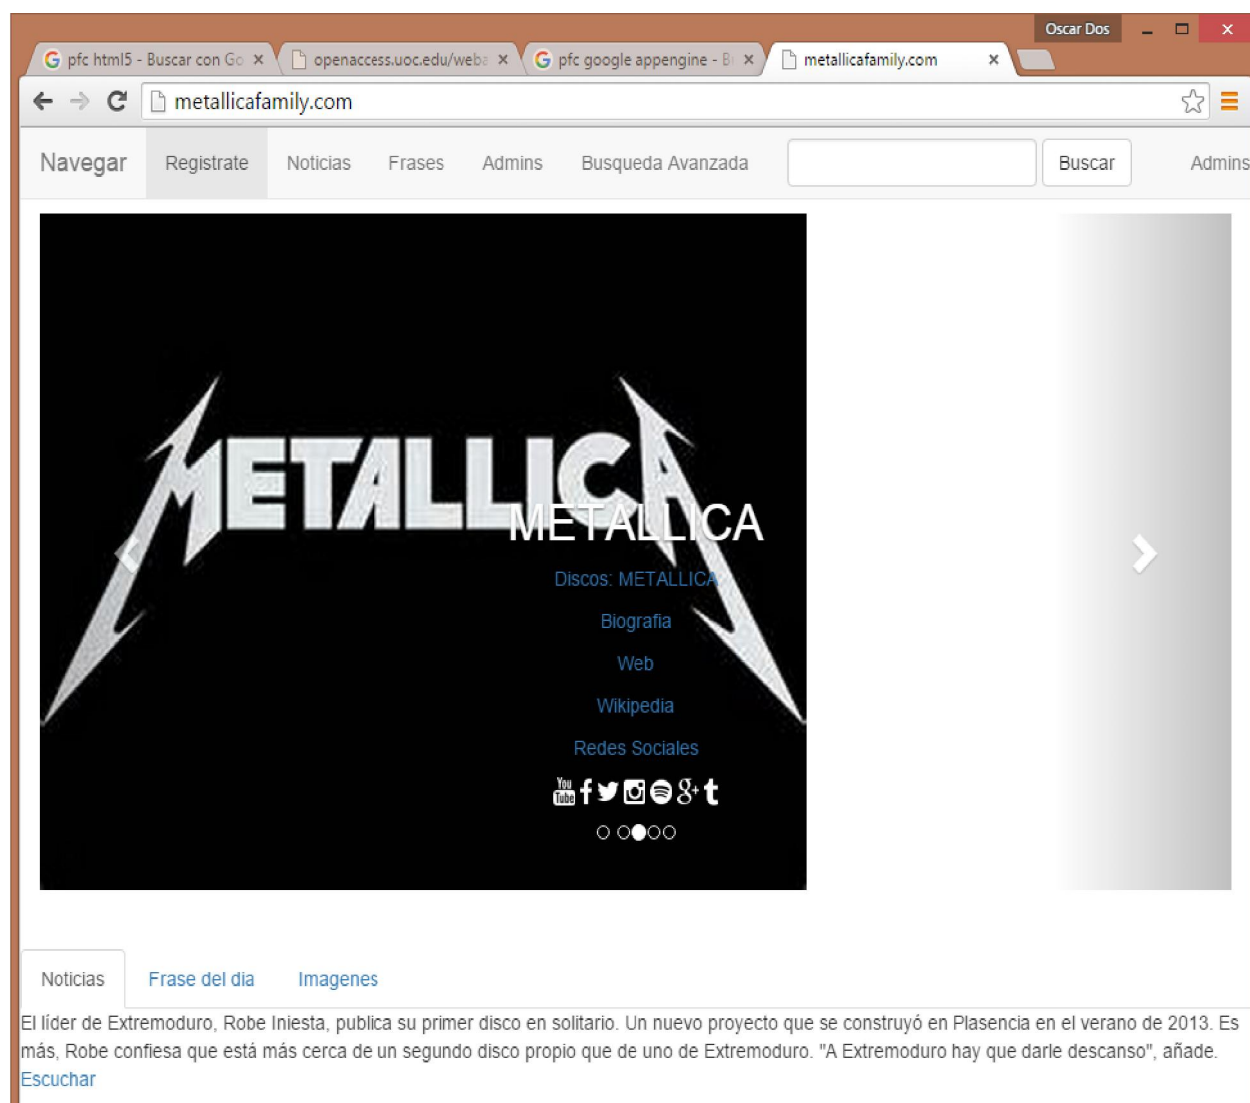 Oscar Dos
pfc html5 - Buscar con Go
openaccess.uoc.edu/weba
pfc google appengine - B
metallicafamily.com
metallicafamily.com
Navegar Registrate Noticias Frases Admins Busqueda Avanzada Buscar Admins
METALLICA
METALLICA
Discos: METALLICA
Biografia
Web
Wikipedia
Redes Sociales
You Tube
Noticias Frase del dia Imagenes
El líder de Extremoduro, Robe Iniesta, publica su primer disco en solitario. Un nuevo proyecto que se construyó en Plasencia en el verano de 2013. Es
más, Robe confiesa que está más cerca de un segundo disco propio que de uno de Extremoduro. "A Extremoduro hay que darle descanso", añade.
Escuchar